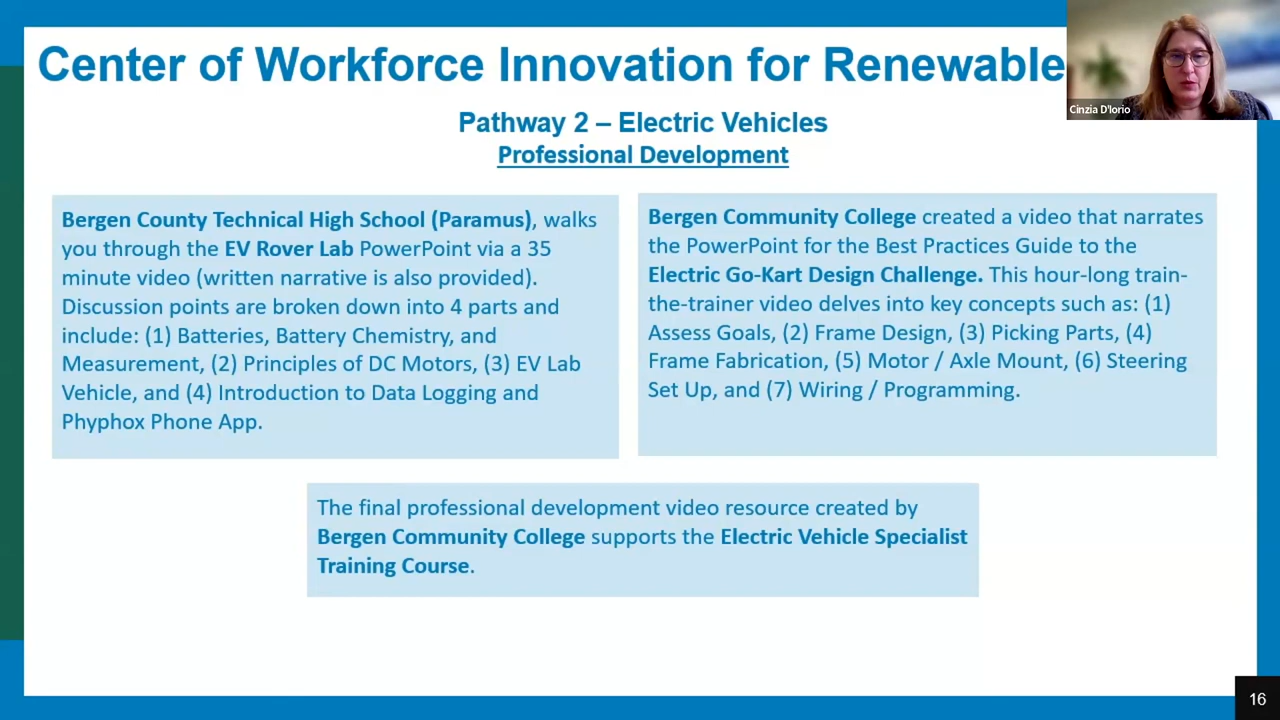 Center of Workforce Innovation for Renewable
Cinzia D'Iorio
Pathway 2 – Electric Vehicles
Professional Development
Bergen County Technical High School (Paramus), walks
you through the EV Rover Lab PowerPoint via a 35
minute video (written narrative is also provided).
Discussion points are broken down into 4 parts and
include: (1) Batteries, Battery Chemistry, and
Measurement, (2) Principles of DC Motors, (3) EV Lab
Vehicle, and (4) Introduction to Data Logging and
Phyphox Phone App.
Bergen Community College created a video that narrates
the PowerPoint for the Best Practices Guide to the
Electric Go-Kart Design Challenge. This hour-long train-
the-trainer video delves into key concepts such as: (1)
Assess Goals, (2) Frame Design, (3) Picking Parts, (4)
Frame Fabrication, (5) Motor / Axle Mount, (6) Steering
Set Up, and (7) Wiring / Programming.
The final professional development video resource created by
Bergen Community College supports the Electric Vehicle Specialist
Training Course.
16